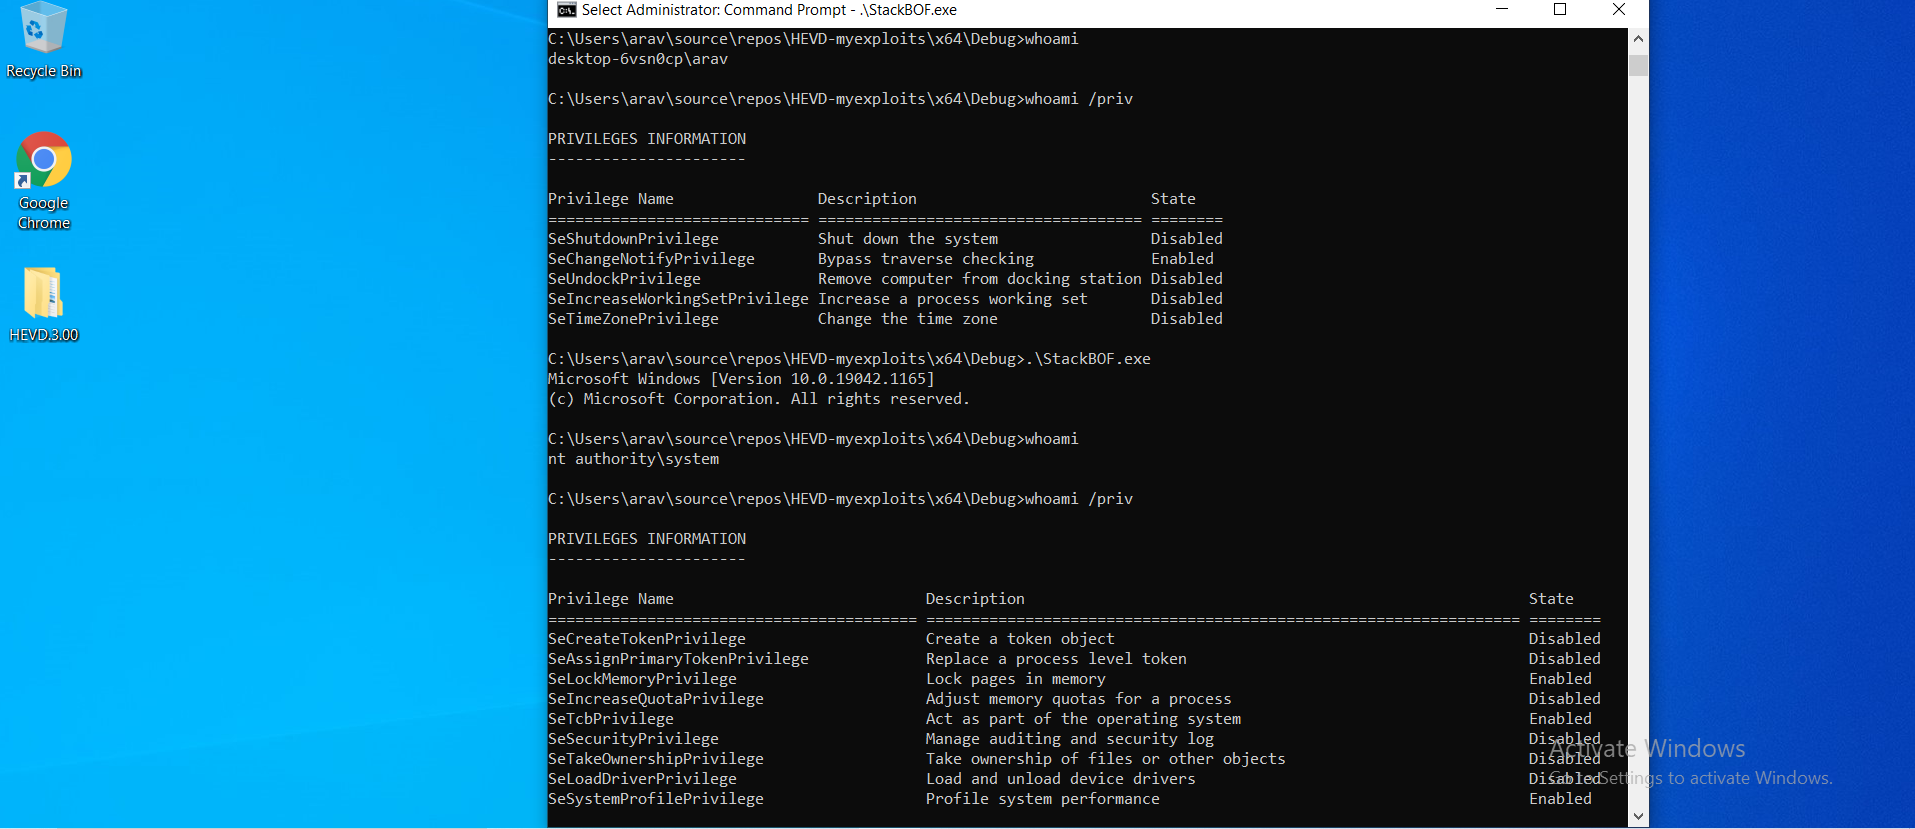 Recycle Bin
Google
Chrome
HEVD.3.00
Select Administrator: Command Prompt - .\StackBOF.exe
C:\Users\arav\source\repos\HEVD-myexploits\x64\Debug>whoami
desktop-6vsn0cp\arav
C:\Users\arav\source\repos\HEVD-myexploits\x64\Debug>whoami /priv
PRIVILEGES INFORMATION
----------------------
Privilege Name                Description                          State
============================= ==================================== ========
SeShutdownPrivilege           Shut down the system                 Disabled
SeChangeNotifyPrivilege       Bypass traverse checking             Enabled
SeUndockPrivilege             Remove computer from docking station Disabled
SeIncreaseWorkingSetPrivilege Increase a process working set       Disabled
SeTimeZonePrivilege           Change the time zone                 Disabled
C:\Users\arav\source\repos\HEVD-myexploits\x64\Debug>.\StackBOF.exe
Microsoft Windows [Version 10.0.19042.1165]
(c) Microsoft Corporation. All rights reserved.
C:\Users\arav\source\repos\HEVD-myexploits\x64\Debug>whoami
nt authority\system
C:\Users\arav\source\repos\HEVD-myexploits\x64\Debug>whoami /priv
PRIVILEGES INFORMATION
----------------------
Privilege Name                            Description                                                        State
========================================= ================================================================== ========
SeCreateTokenPrivilege                    Create a token object                                              Disabled
SeAssignPrimaryTokenPrivilege             Replace a process level token                                      Disabled
SeLockMemoryPrivilege                     Lock pages in memory                                               Enabled
SeIncreaseQuotaPrivilege                  Adjust memory quotas for a process                                 Disabled
SeTcbPrivilege                            Act as part of the operating system                                Enabled
SeSecurityPrivilege                       Manage auditing and security log                                   Disabled
SeTakeOwnershipPrivilege                  Take ownership of files or other objects                           Disabled
SeLoadDriverPrivilege                     Load and unload device drivers                                     Disabled
SeSystemProfilePrivilege                  Profile system performance                                         Enabled
Activate Windows
Go to Settings to activate Windows.